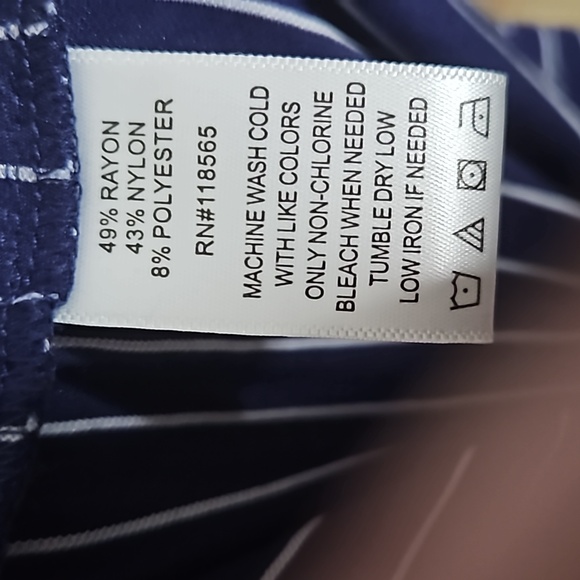 49% RAYON
43% NYLON
8% POLYESTER
RN#118565
MACHINE WASH COLD
WITH LIKE COLORS
ONLY NON-CHLORINE
BLEACH WHEN NEEDED
TUMBLE DRY LOW
LOW IRON IF NEEDED